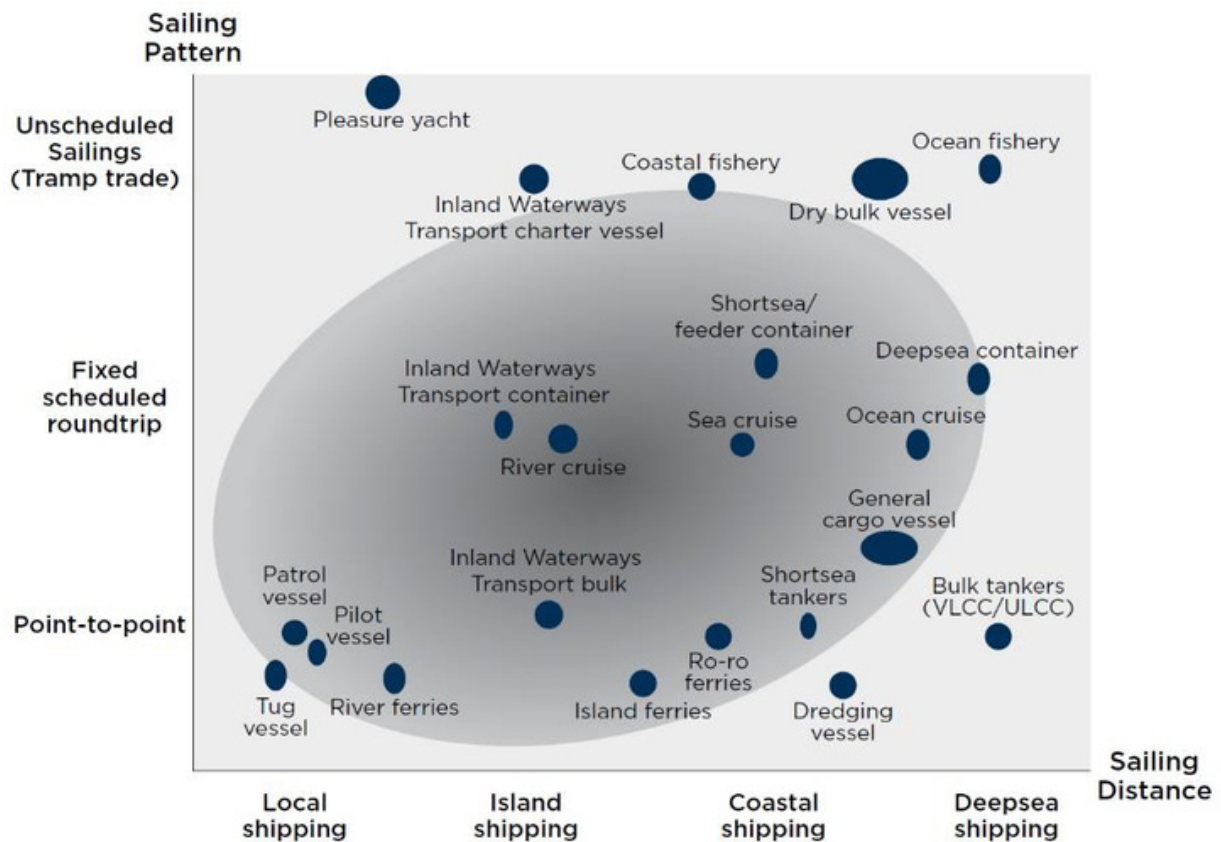 Sailing
Pattern
Unscheduled
Sailings
(Tramp trade)
Fixed
scheduled
roundtrip
Point-to-point
Pleasure yacht
Inland Waterways
Transport charter vessel
Coastal fishery
Dry bulk vessel
Ocean fishery
Shortsea/
feeder container
Deepsea container
Inland Waterways
Transport container
River cruise
Sea cruise
Ocean cruise
General
cargo vessel
Inland Waterways
Transport bulk
Shortsea
tankers
Bulk tankers
(VLCC/ULCC)
Patrol
vessel
Pilot
vessel
Tug
vessel
River ferries
Island ferries
Ro-ro
ferries
Dredging
vessel
Sailing
Distance
Local
shipping
Island
shipping
Coastal
shipping
Deepsea
shipping